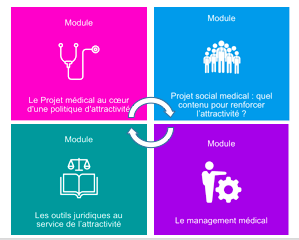 Module
Le Projet médical au cœur
d'une politique d'attractivité
Module
Projet social medical : quel
contenu pour renforcer
l'attractivité ?
Module
Les outils juridiques au
service de l'attractivité
Module
Le management médical